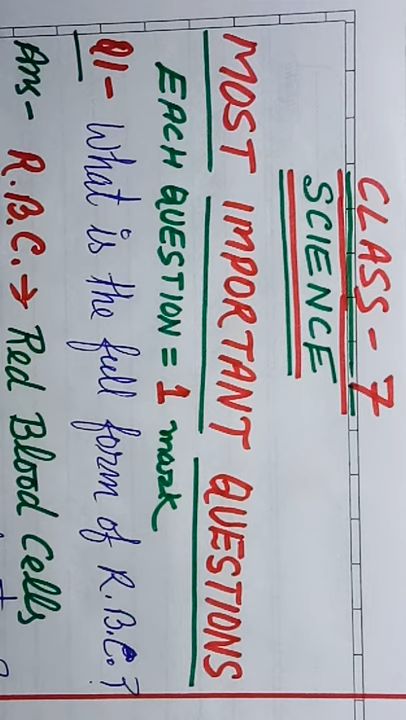 CLASS - 7
SCIENCE
MOST IMPORTANT QUESTIONS
EACH QUESTION = 1 mark
Q1- What is the full form of R.B.C.?
Ans- R.B.C. → Red Blood Cells